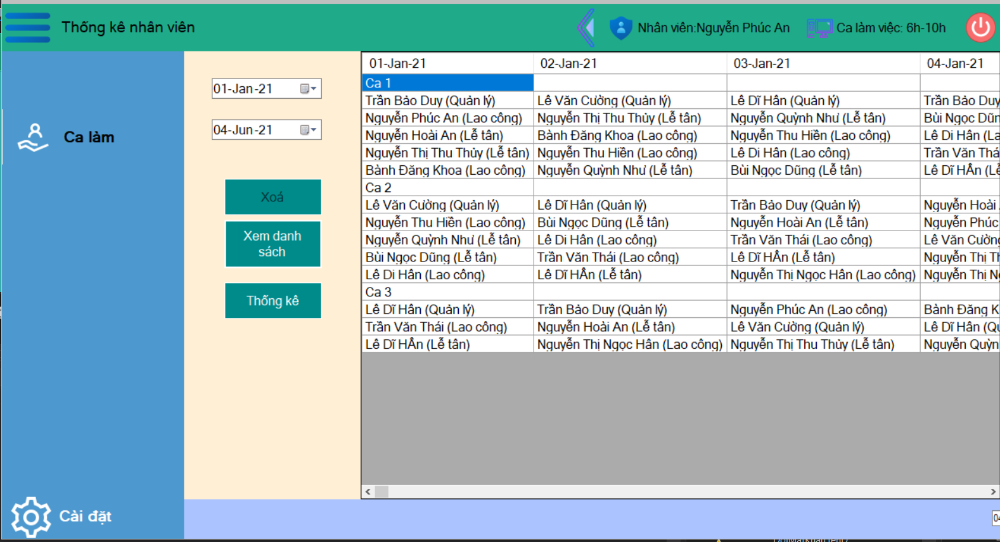 Thống kê nhân viên
Nhân viên:Nguyễn Phúc An
Ca làm việc: 6h-10h
Ca làm
Cài đặt
01-Jan-21
04-Jun-21
Xoá
Xem danh
sách
Thống kê
01-Jan-21 02-Jan-21 03-Jan-21 04-Jan-21
Ca 1
Trần Bảo Duy (Quản lý) Lê Văn Cường (Quản lý) Lê Dĩ Hân (Quản lý) Trần Bảo Duy
Nguyễn Phúc An (Lao công) Nguyễn Thị Thu Thủy (Lễ tân) Nguyễn Quỳnh Như (Lễ tân) Bùi Ngọc Dũn
Nguyễn Hoài An (Lễ tân) Bành Đăng Khoa (Lao công) Nguyễn Thu Hiền (Lao công) Lê Di Hân (La
Nguyễn Thị Thu Thủy (Lễ tân) Nguyễn Thu Hiền (Lao công) Lê Di Hân (Lao công) Trần Văn Thá
Bành Đăng Khoa (Lao công) Nguyễn Quỳnh Như (Lễ tân) Bùi Ngọc Dũng (Lễ tân) Lê Dĩ HÂn (Lễ
Ca 2
Lê Văn Cường (Quản lý) Lê Dĩ Hân (Quản lý) Trần Bảo Duy (Quản lý) Nguyễn Hoài
Nguyễn Thu Hiền (Lao công) Bùi Ngọc Dũng (Lễ tân) Nguyễn Hoài An (Lễ tân) Nguyễn Phúc
Nguyễn Quỳnh Như (Lễ tân) Lê Di Hân (Lao công) Trần Văn Thái (Lao công) Lê Văn Cường
Bùi Ngọc Dũng (Lễ tân) Trần Văn Thái (Lao công) Lê Dĩ HÂn (Lễ tân) Nguyễn Thị Th
Lê Di Hân (Lao công) Lê Dĩ HÂn (Lễ tân) Nguyễn Thị Ngọc Hân (Lao công) Nguyễn Thị N
Ca 3
Lê Dĩ Hân (Quản lý) Trần Bảo Duy (Quản lý) Nguyễn Phúc An (Lao công) Bành Đăng K
Trần Văn Thái (Lao công) Nguyễn Hoài An (Lễ tân) Lê Văn Cường (Quản lý) Lê Dĩ Hân (Qu
Lê Dĩ HÂn (Lễ tân) Nguyễn Thị Ngọc Hân (Lao công) Nguyễn Thị Thu Thủy (Lễ tân) Nguyễn Quỳn